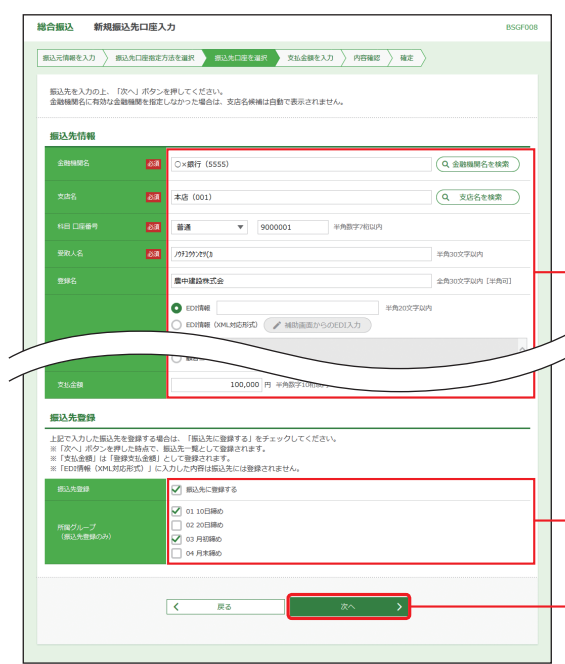 総合振込 新規振込先口座入力 BSGF008
振込元情報を入力 振込先口座指定方法を選択 振込先口座を選択 支払金額を入力 内容確認 確定
振込先を入力の上、「次へ」ボタンを押してください。
金融機関名に有効な金融機関を指定しなかった場合は、支店名候補は自動で表示されません。
振込先情報
金融機関名 必須 〇×銀行（5555） 金融機関名を検索
支店名 必須 本店（001） 支店名を検索
科目 口座番号 必須 普通 ▼ 9000001 半角数字7桁以内
受取人名 必須 ﾉｳﾁﾕｳｹﾝｾﾂ(ｶ 半角30文字以内
登録名 農中建設株式会 全角30文字以内［半角可］
EDI情報 半角20文字以内
EDI情報（XML対応形式） 補助画面からのEDI入力
支払金額 100,000 円 半角数字10桁以内
振込先登録
上記で入力した振込先を登録する場合は、「振込先に登録する」をチェックしてください。
※「次へ」ボタンを押した時点で、振込先一覧として登録されます。
※「支払金額」は「登録支払金額」として登録されます。
※「EDI情報（XML対応形式）」に入力した内容は振込先には登録されません。
振込先登録 振込先に登録する
01 10日締め
02 20日締め
所属グループ
（振込先登録のみ）
03 月初締め
04 月末締め
戻る 次へ